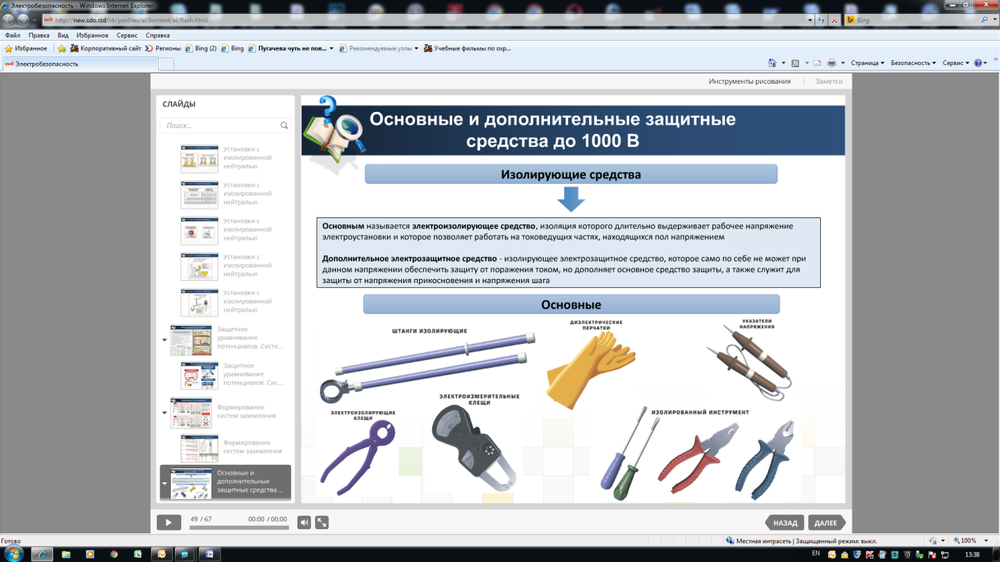 Электробезопасность - Windows Internet Explorer
http://new.sdo.rzd/vk/panfiles/el/kontent/el/flash.html
Bing
Файл Правка Вид Избранное Сервис Справка
Избранное Корпоративный сайт Регионы Bing (2) Bing Пугачева чуть не пов... Рекомендуемые узлы Учебные фильмы по охр...
Электробезопасность
Страница Безопасность Сервис
Инструменты рисования Заметки
СЛАЙДЫ
Поиск...
Установки с
изолированной
нейтралью
Установки с
изолированной
нейтралью
Установки с
изолированной
нейтралью
Установки с
изолированной
нейтралью
Установки с
изолированной
нейтралью
Защитное
уравнивание
потенциалов. Систе...
Защитное
уравнивание
потенциалов. Сис...
Формирование
систем заземления
Формирование
систем заземления
Основные и
дополнительные
защитные средства ...
Основные и дополнительные защитные
средства до 1000 В
Изолирующие средства
Основным называется электроизолирующее средство, изоляция которого длительно выдерживает рабочее напряжение
электроустановки и которое позволяет работать на токоведущих частях, находящихся пол напряжением
Дополнительное электрозащитное средство - изолирующее электрозащитное средство, которое само по себе не может при
данном напряжении обеспечить защиту от поражения током, но дополняет основное средство защиты, а также служит для
защиты от напряжения прикосновения и напряжения шага
Основные
ШТАНГИ ИЗОЛИРУЮЩИЕ
ДИЭЛЕКТРИЧЕСКИЕ
ПЕРЧАТКИ
УКАЗАТЕЛИ
НАПРЯЖЕНИЯ
ЭЛЕКТРОИЗОЛИРУЮЩИЕ
КЛЕЩИ
ЭЛЕКТРОИЗМЕРИТЕЛЬНЫЕ
КЛЕЩИ
ИЗОЛИРОВАННЫЙ ИНСТРУМЕНТ
49 / 67 00:00 / 00:00
НАЗАД ДАЛЕЕ
Готово
Местная интрасеть | Защищенный режим: выкл.
100%
EN
13:38